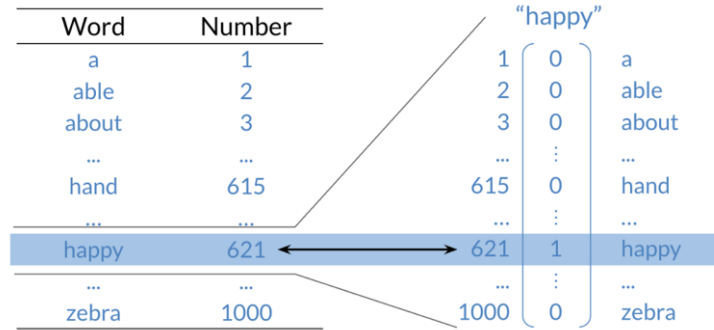 Word Number "happy"
a 1 1 0 a
able 2 2 0 able
about 3 3 0 about
... ... ... ⋮ ...
hand 615 615 0 hand
... ... ... ⋮ ...
happy 621 621 1 happy
... ... ... ⋮ ...
zebra 1000 1000 0 zebra